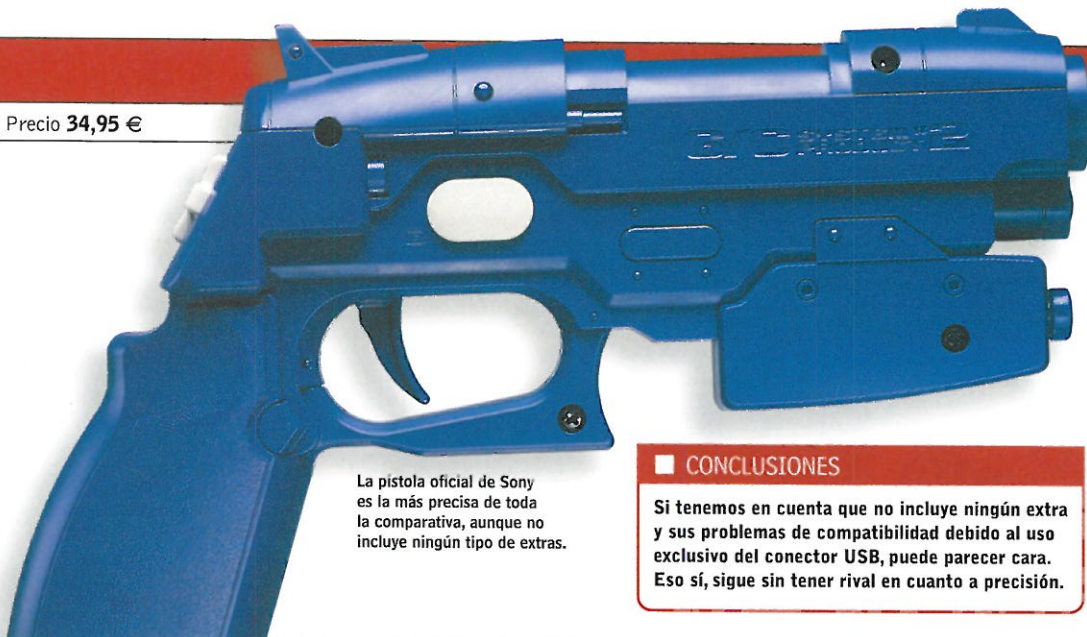 Precio 34,95 €
G/CON 2
La pistola oficial de Sony
es la más precisa de toda
la comparativa, aunque no
incluye ningún tipo de extras.
CONCLUSIONES
Si tenemos en cuenta que no incluye ningún extra
y sus problemas de compatibilidad debido al uso
exclusivo del conector USB, puede parecer cara.
Eso sí, sigue sin tener rival en cuanto a precisión.